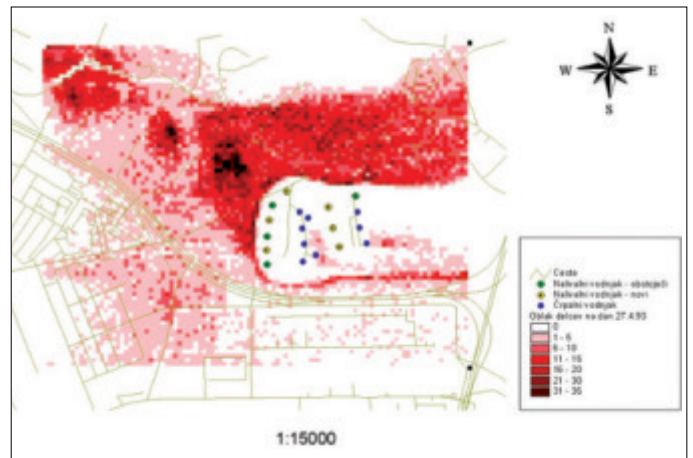 N
W E
S
Ceste
Nalivalni vodnjak - obstoječi
Nalivalni vodnjak - novi
Črpalni vodnjak
Oblak delcev na dan 27.4.93
0
1 - 5
6 - 10
11 - 15
16 - 20
21 - 30
31 - 35
1:15000